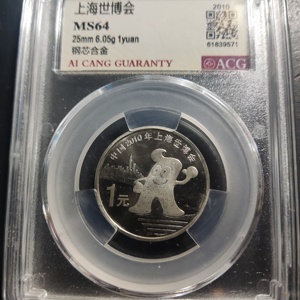 上海世博会
2010
MS64
25mm 6.05g 1yuan
61839571
钢芯合金
AI CANG GUARANTY
ACG
中国2010年上海世博会
1元